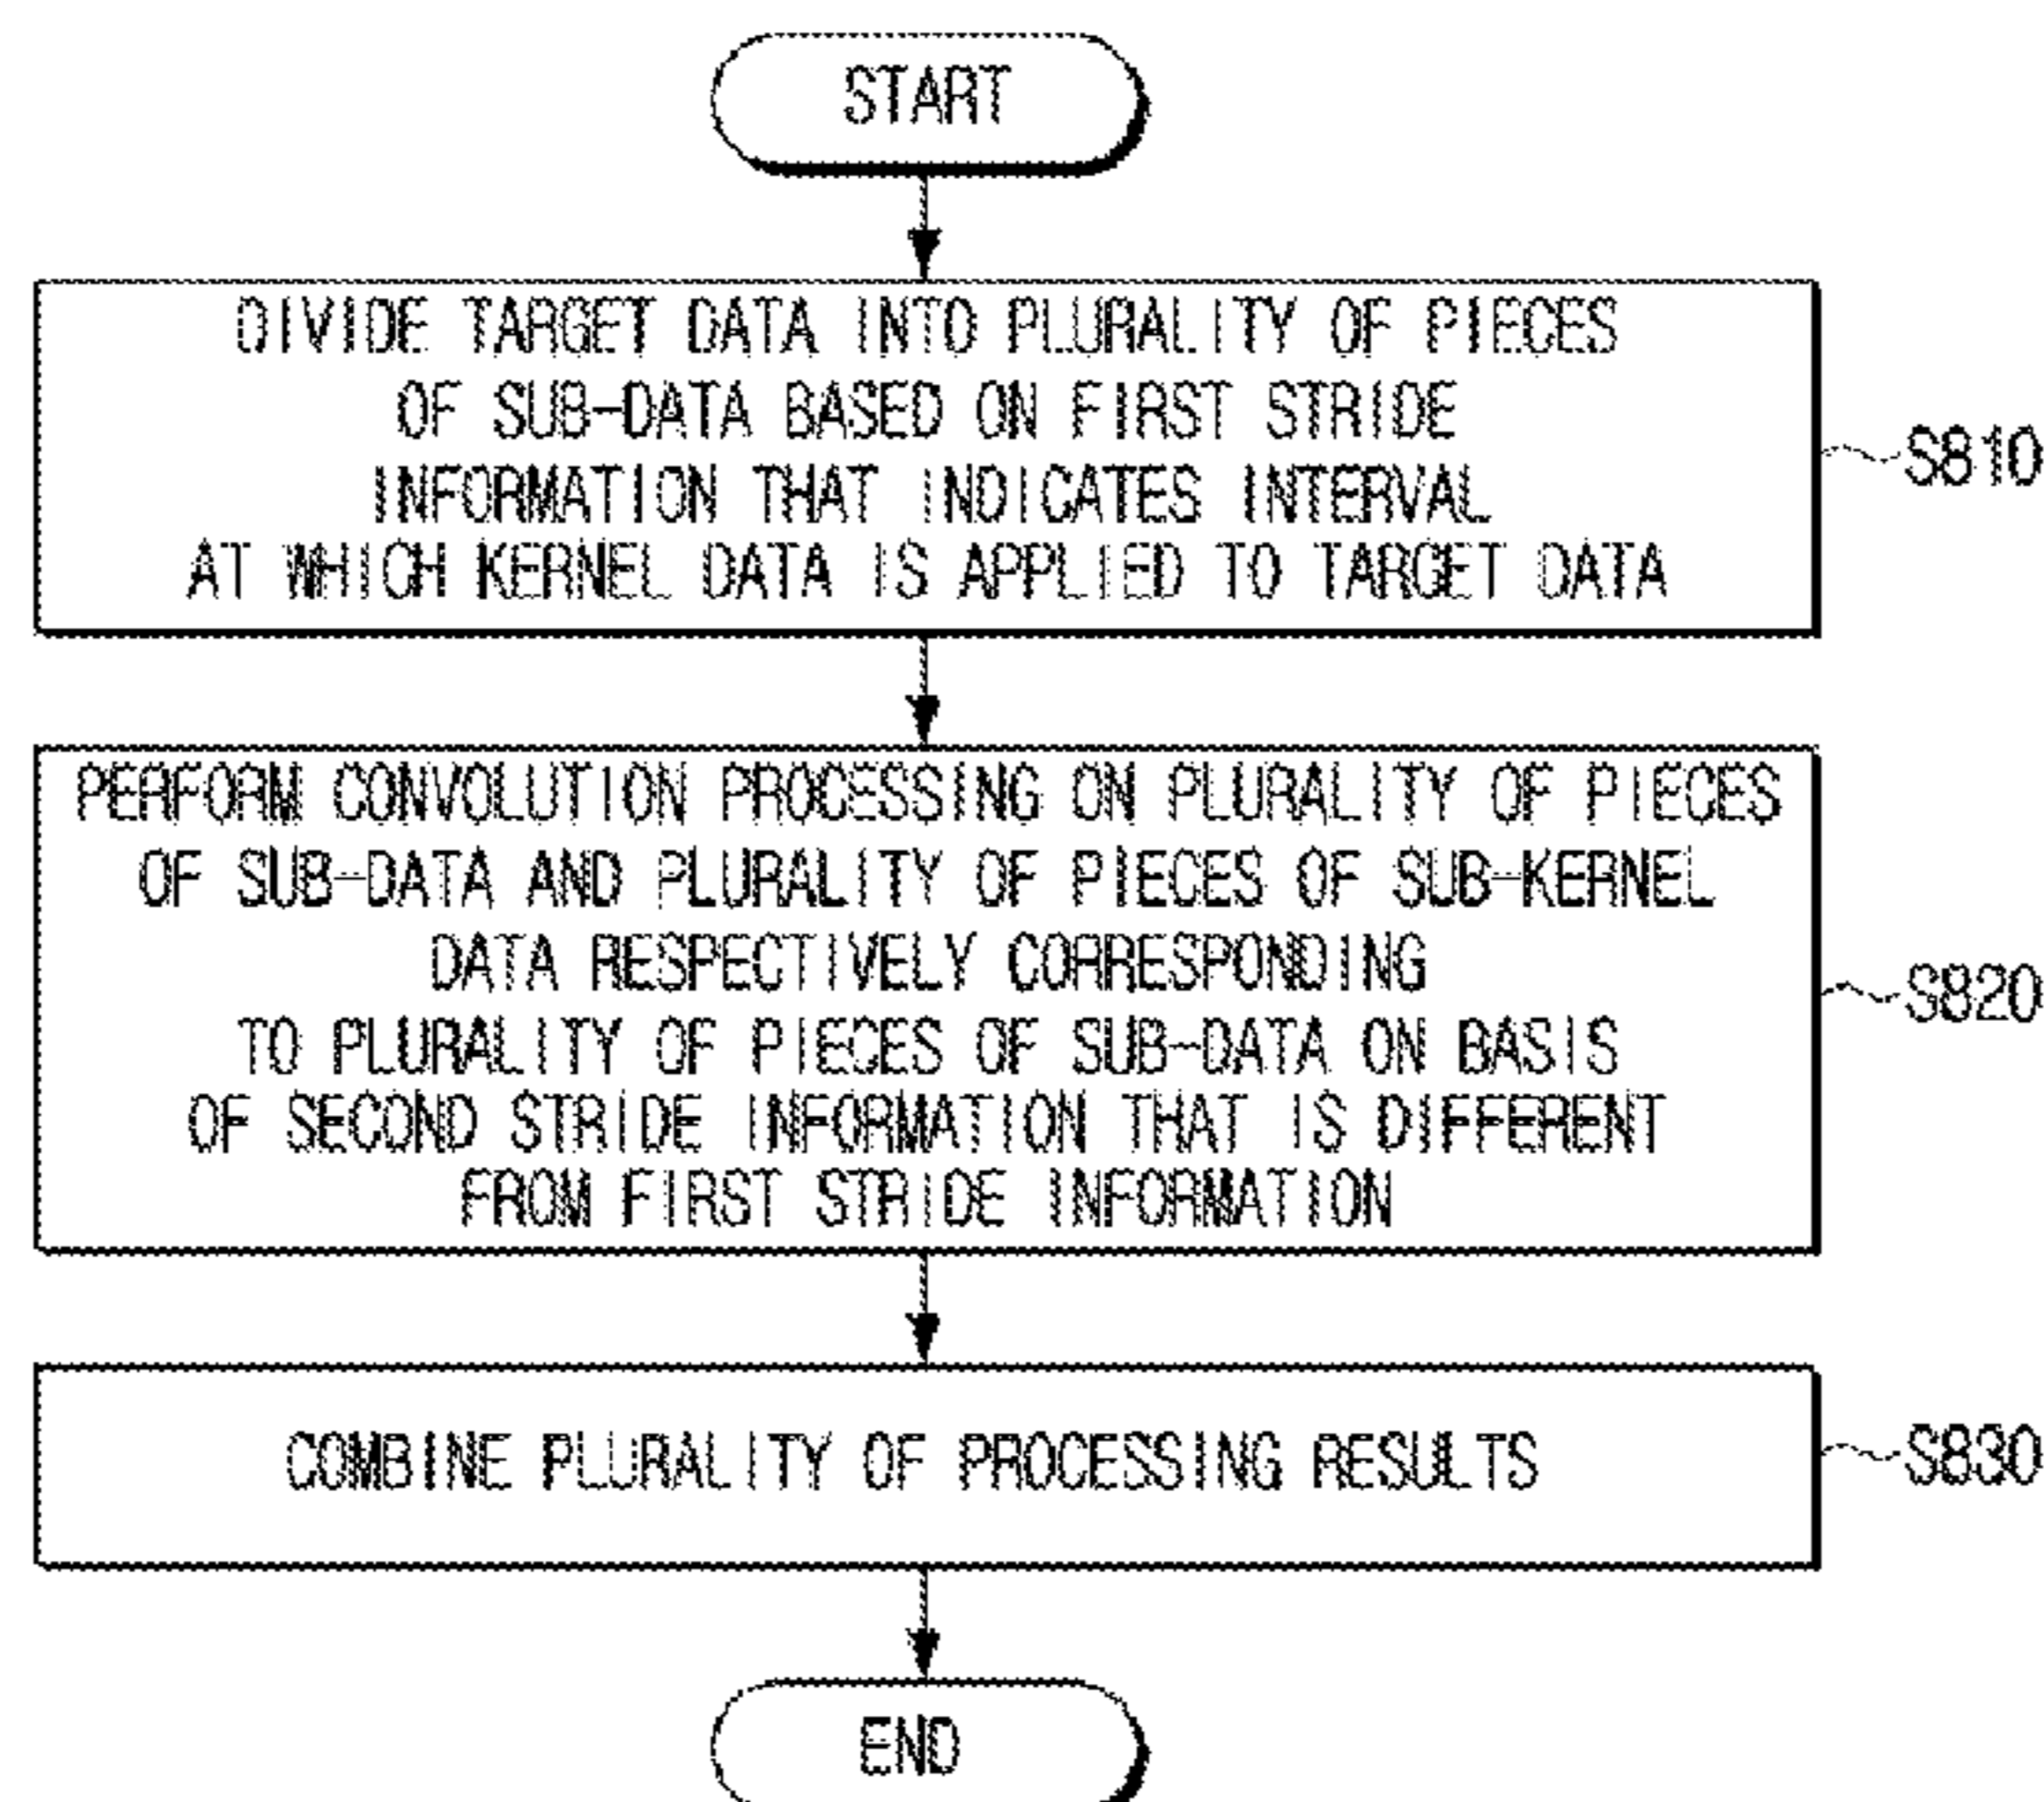 START
DIVIDE TARGET DATA INTO PLURALITY OF PIECES
OF SUB-DATA BASED ON FIRST STRIDE
INFORMATION THAT INDICATES INTERVAL
AT WHICH KERNEL DATA IS APPLIED TO TARGET DATA
S810
PERFORM CONVOLUTION PROCESSING ON PLURALITY OF PIECES
OF SUB-DATA AND PLURALITY OF PIECES OF SUB-KERNEL
DATA RESPECTIVELY CORRESPONDING
TO PLURALITY OF PIECES OF SUB-DATA ON BASIS
OF SECOND STRIDE INFORMATION THAT IS DIFFERENT
FROM FIRST STRIDE INFORMATION
S820
COMBINE PLURALITY OF PROCESSING RESULTS
S830
END